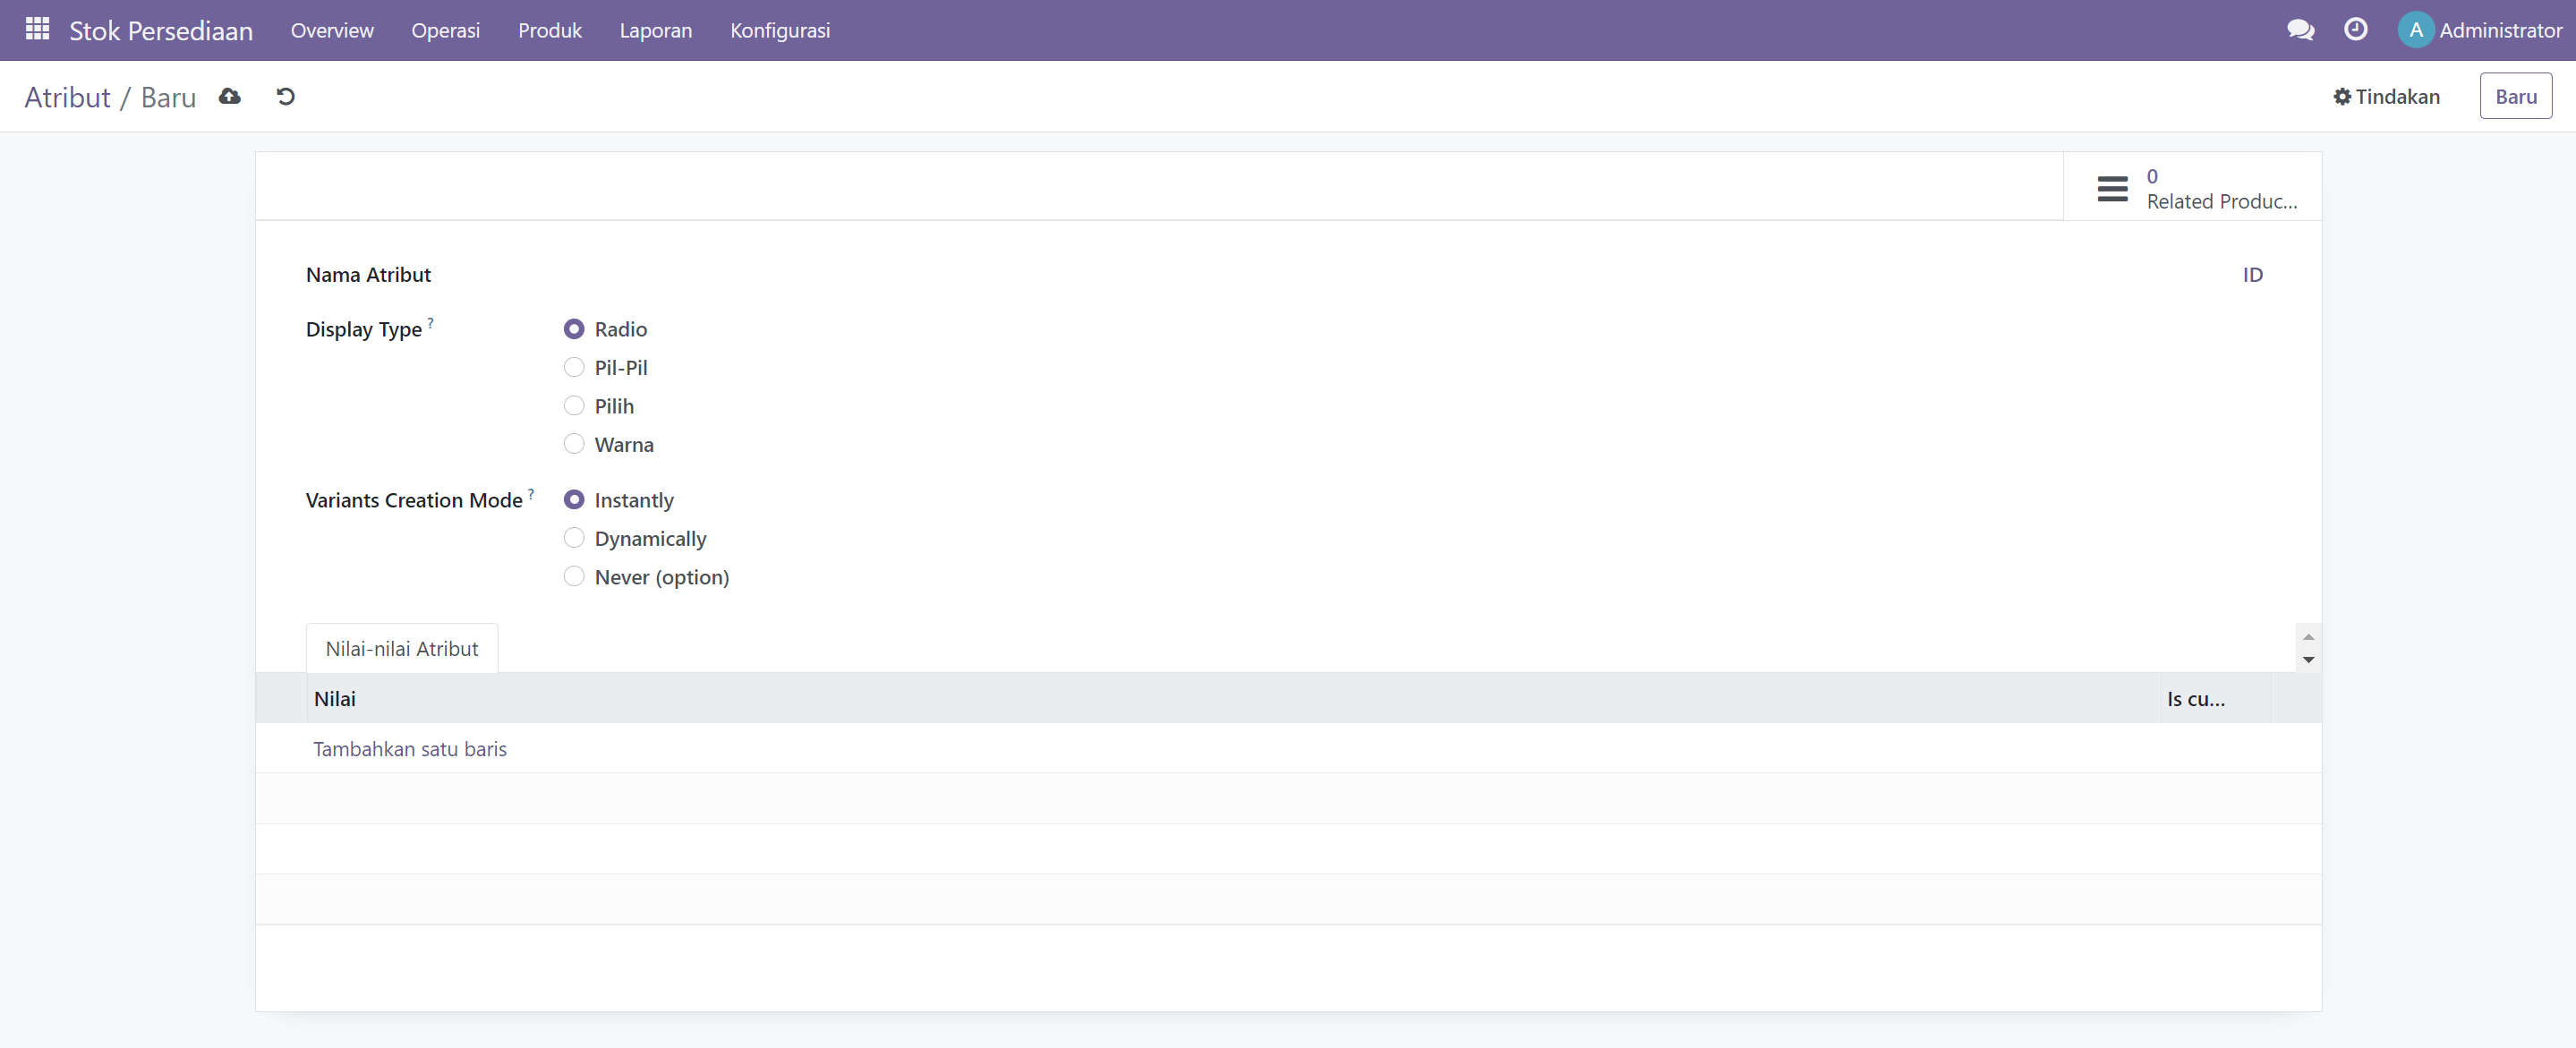 Stok Persediaan Overview Operasi Produk Laporan Konfigurasi A Administrator
Atribut / Baru Tindakan Baru
0
Related Produc...
Nama Atribut ID
Display Type ? Radio
Pil-Pil
Pilih
Warna
Variants Creation Mode ? Instantly
Dynamically
Never (option)
Nilai-nilai Atribut
Nilai Is cu...
Tambahkan satu baris